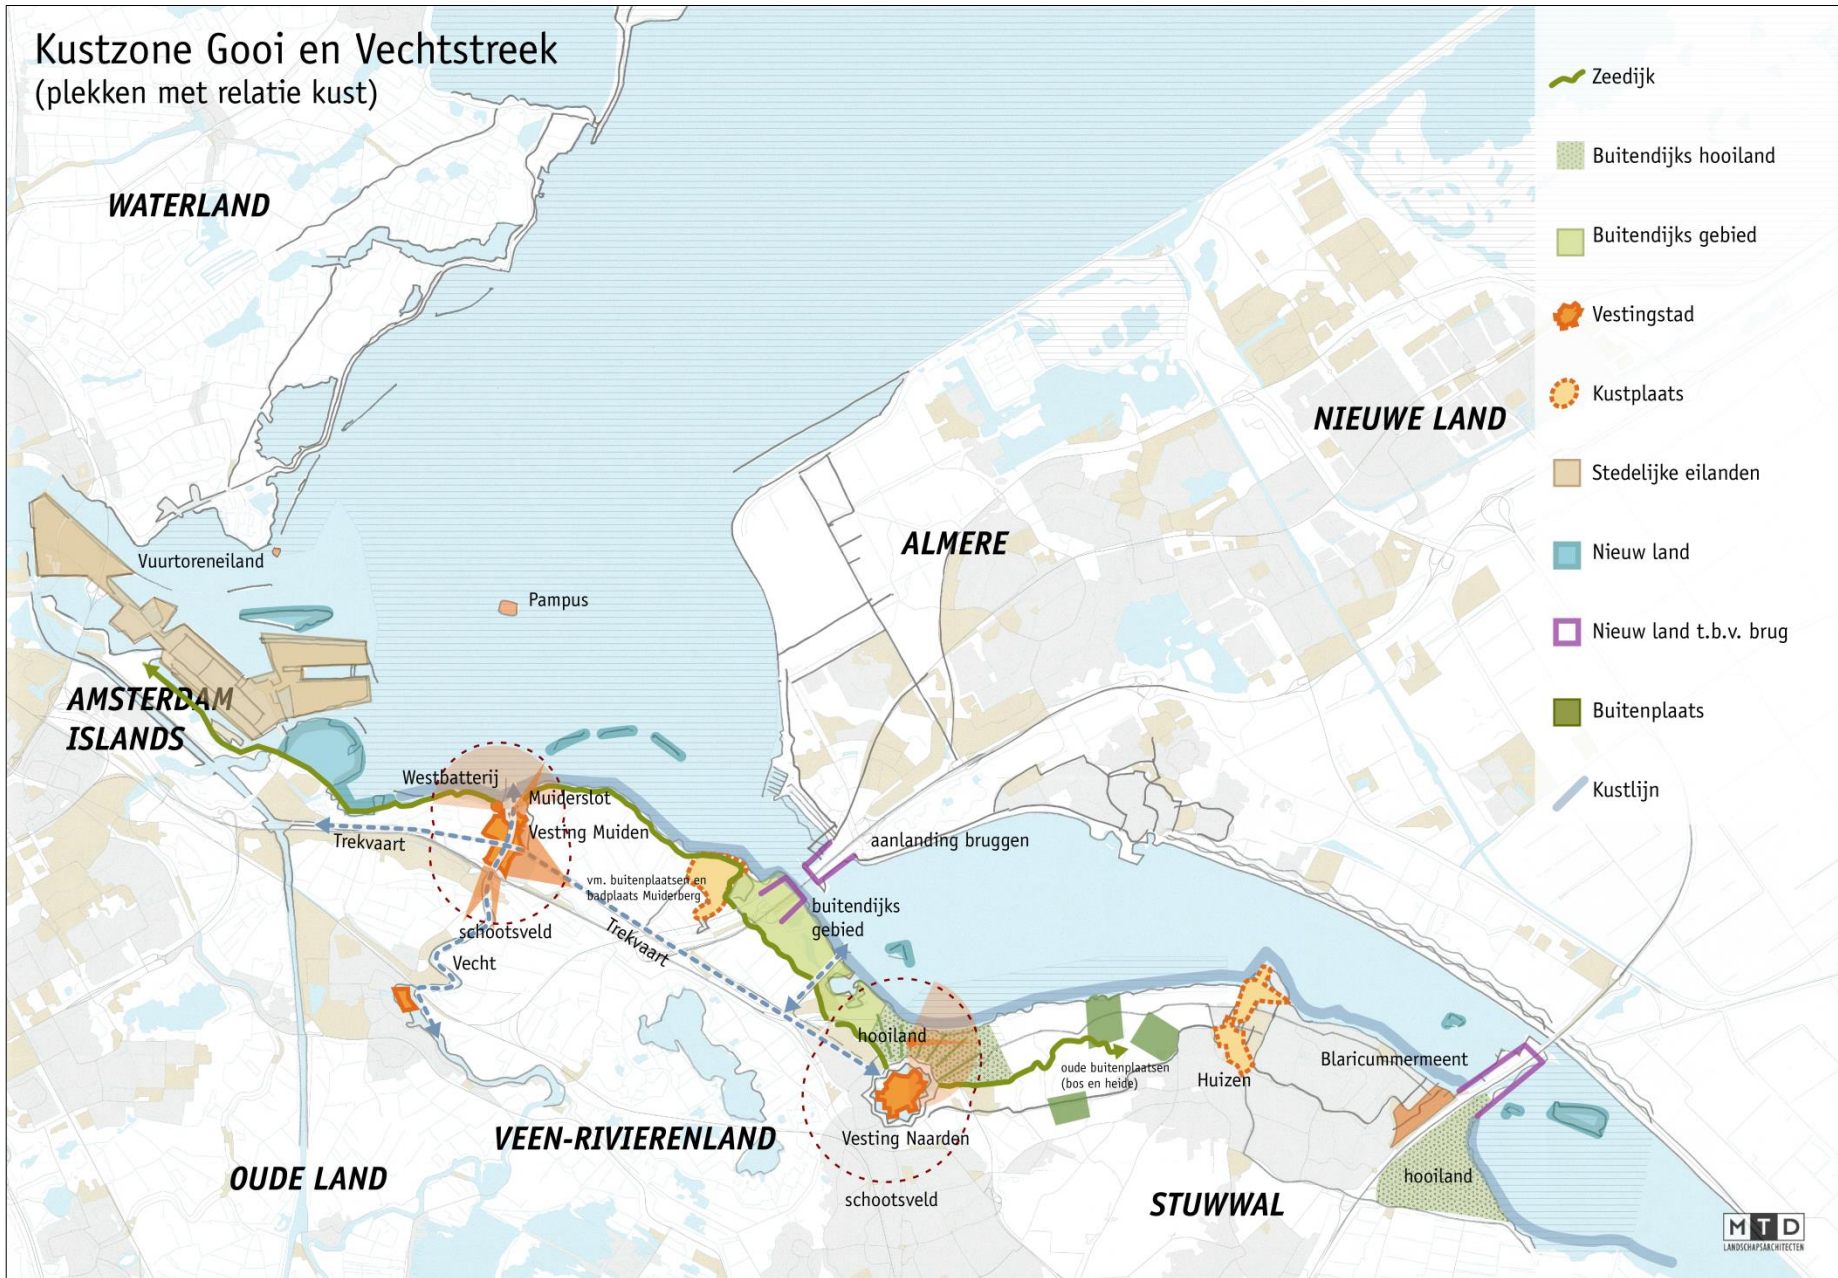 Kustzone Gooi en Vechtstreek
(plekken met relatie kust)
WATERLAND
NIEUWE LAND
ALMERE
Vuurtoreneiland
Pampus
AMSTERDAM
ISLANDS
Westbatterij
Muiderslot
Vesting Muiden
Trekvaart
vm. buitenplaatsen en
badplaats Muiderberg
aanlanding bruggen
buitendijks
gebied
schootsveld
Trekvaart
Vecht
hooiland
oude buitenplaatsen
(bos en heide)
Huizen
Blaricummermeent
Vesting Naarden
VEEN-RIVIERENLAND
OUDE LAND
schootsveld
STUWWAL
hooiland
Zeedijk
Buitendijks hooiland
Buitendijks gebied
Vestingstad
Kustplaats
Stedelijke eilanden
Nieuw land
Nieuw land t.b.v. brug
Buitenplaats
Kustlijn
MTD
LANDSCHAPSARCHITECTEN